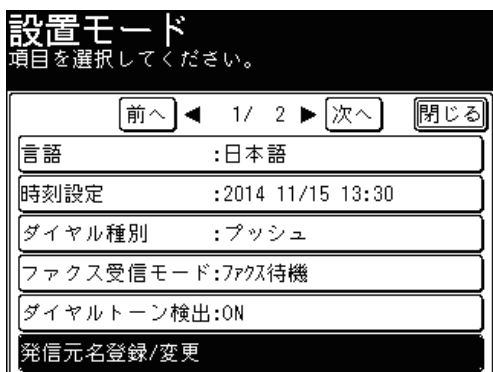 設置モード
項目を選択してください。
前へ ◀ 1/ 2 ▶ 次へ 閉じる
言語 :日本語
時刻設定 :2014 11/15 13:30
ダイヤル種別 :プッシュ
ファクス受信モード:ﾌｧｸｽ待機
ダイヤルトーン検出:ON
発信元名登録/変更